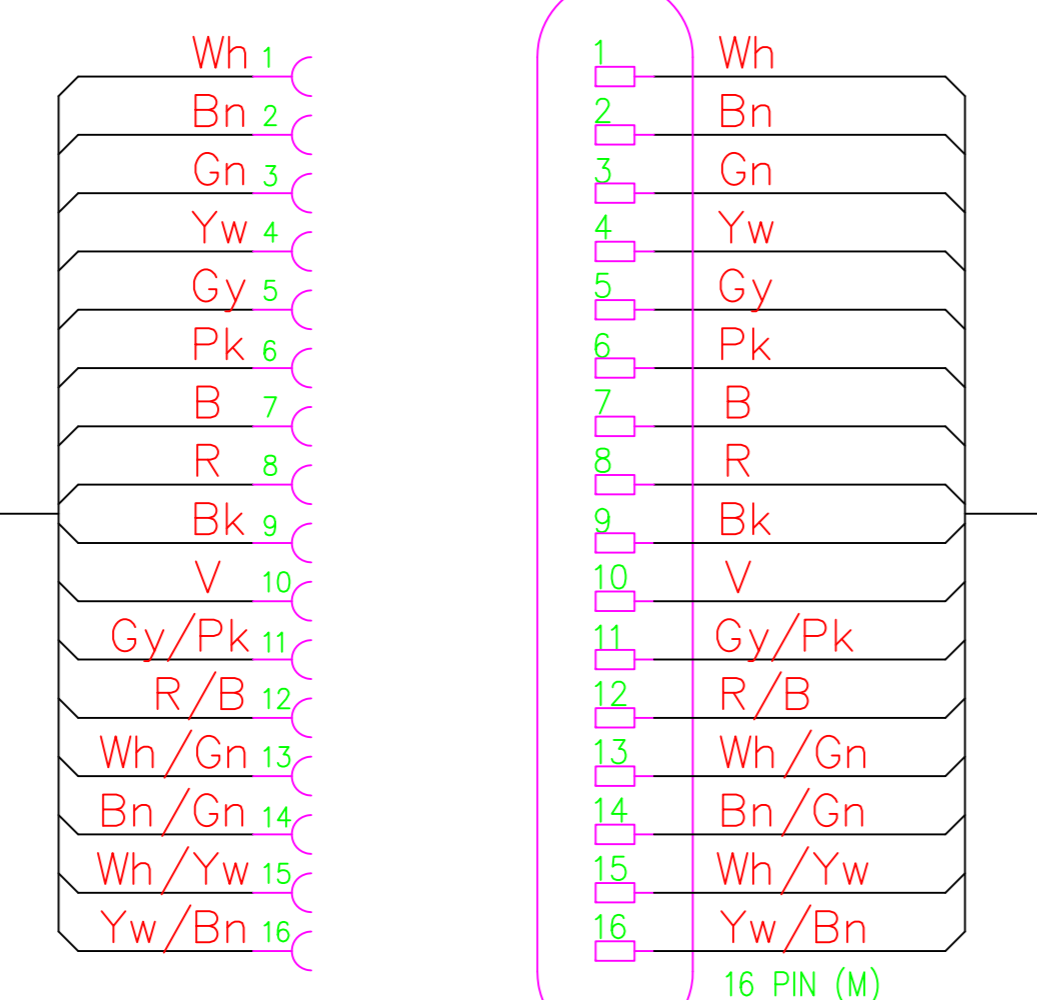 Wh 1 1 Wh
Bn 2 2 Bn
Gn 3 3 Gn
Yw 4 4 Yw
Gy 5 5 Gy
Pk 6 6 Pk
B 7 7 B
R 8 8 R
Bk 9 9 Bk
V 10 10 V
Gy/Pk 11 11 Gy/Pk
R/B 12 12 R/B
Wh/Gn 13 13 Wh/Gn
Bn/Gn 14 14 Bn/Gn
Wh/Yw 15 15 Wh/Yw
Yw/Bn 16 16 Yw/Bn
16 PIN (M)